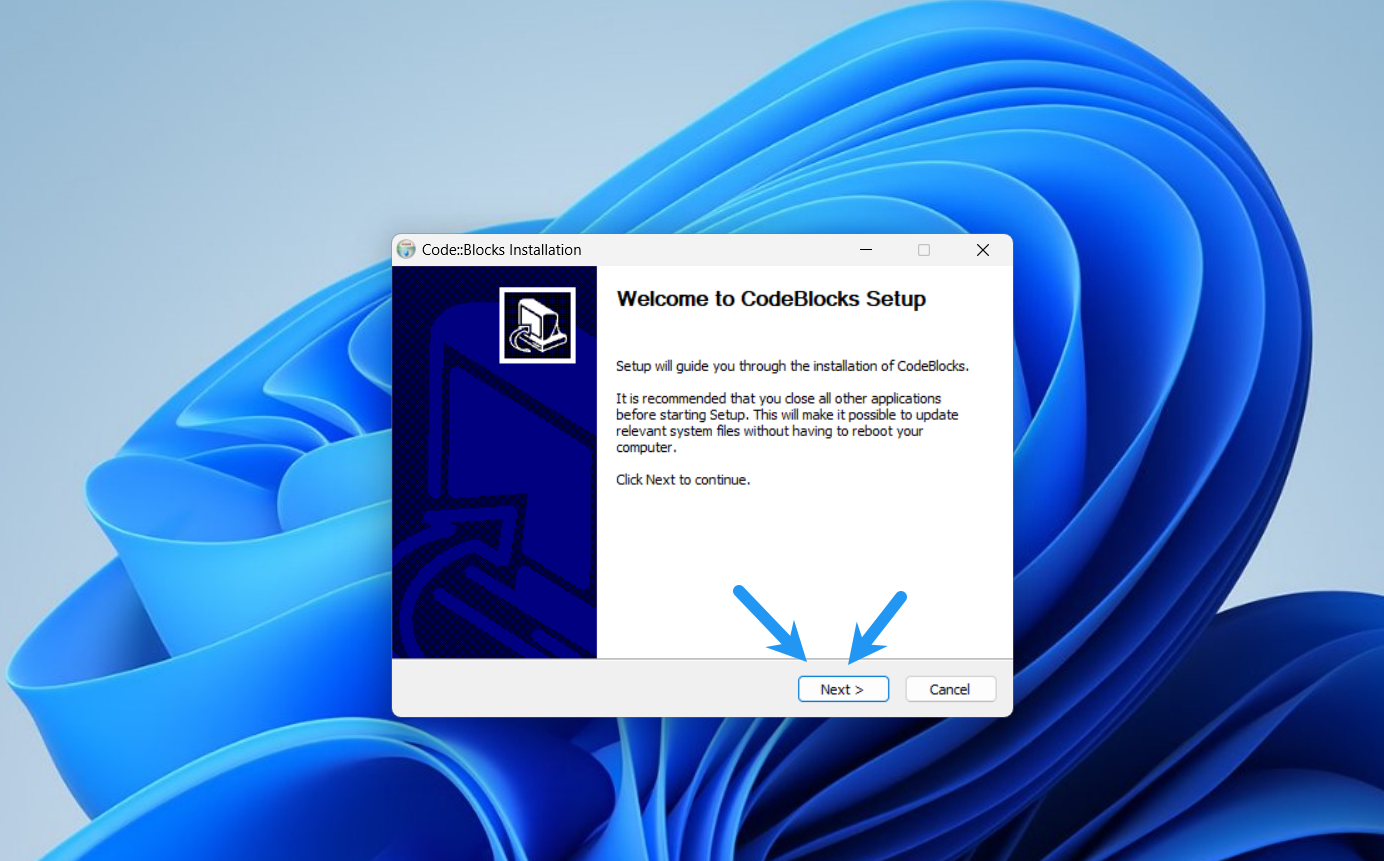 Code::Blocks Installation
Welcome to CodeBlocks Setup
Setup will guide you through the installation of CodeBlocks.
It is recommended that you close all other applications
before starting Setup. This will make it possible to update
relevant system files without having to reboot your
computer.
Click Next to continue.
Next >
Cancel